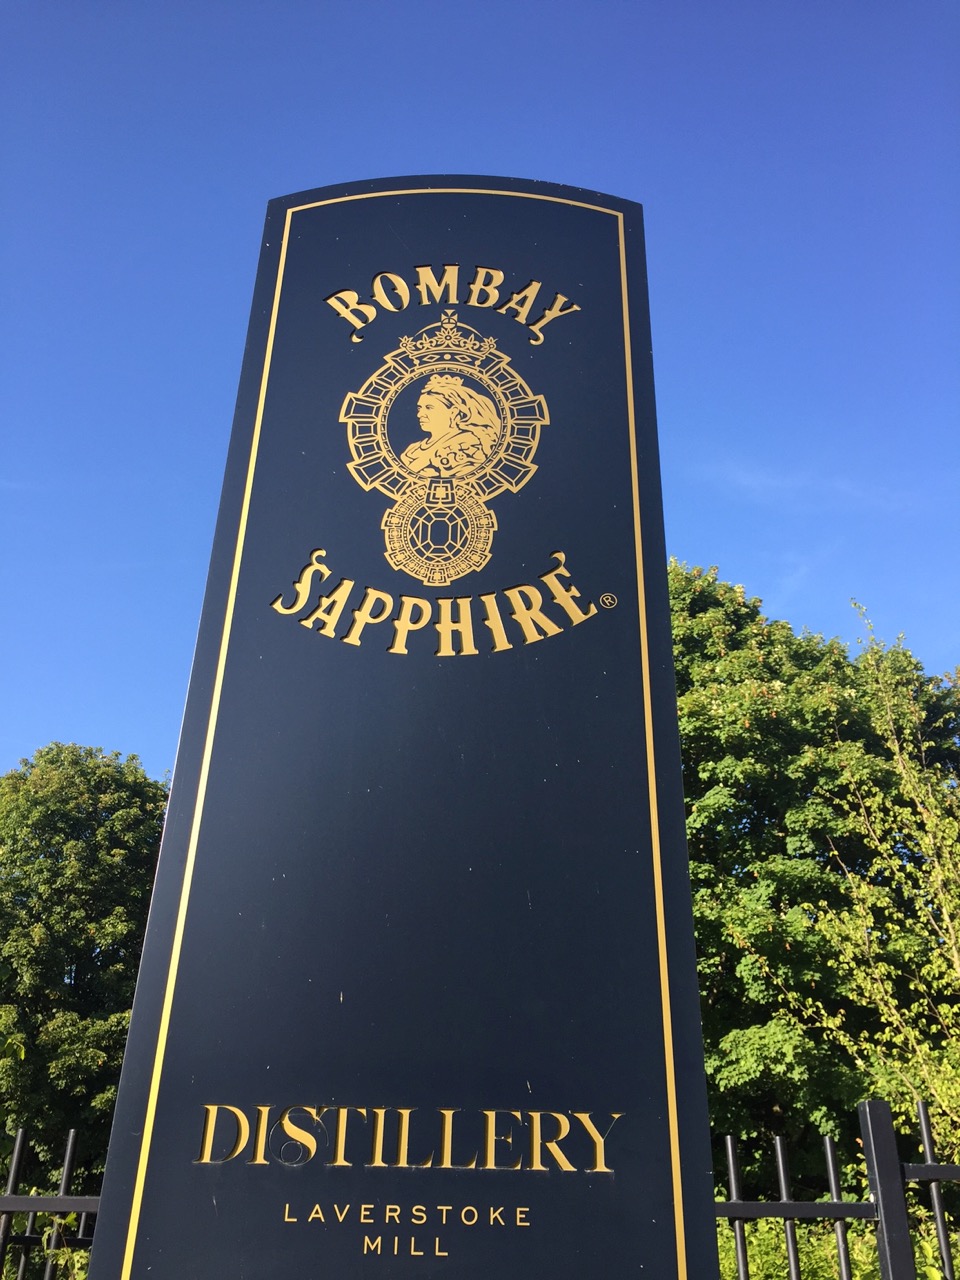 BOMBAY
SAPPHIRE®
DISTILLERY
LAVERSTOKE
MILL